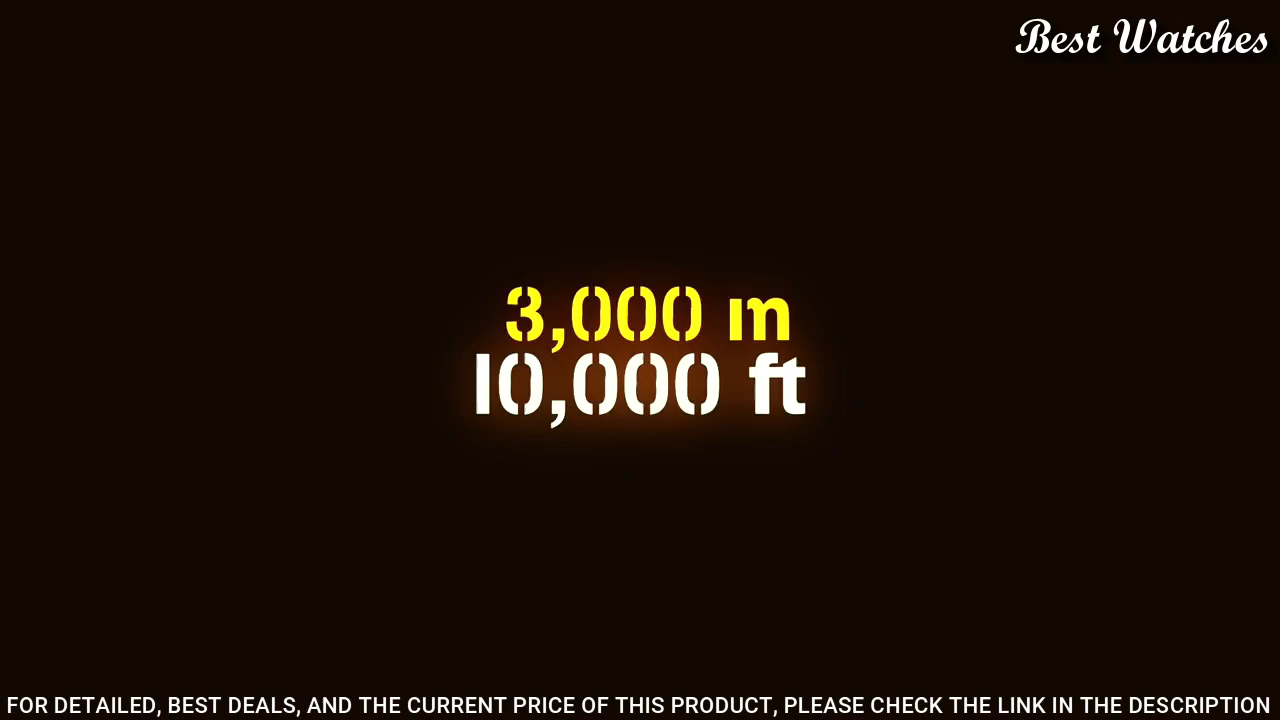 Best Watches
3,000 m
10,000 ft
FOR DETAILED, BEST DEALS, AND THE CURRENT PRICE OF THIS PRODUCT, PLEASE CHECK THE LINK IN THE DESCRIPTION